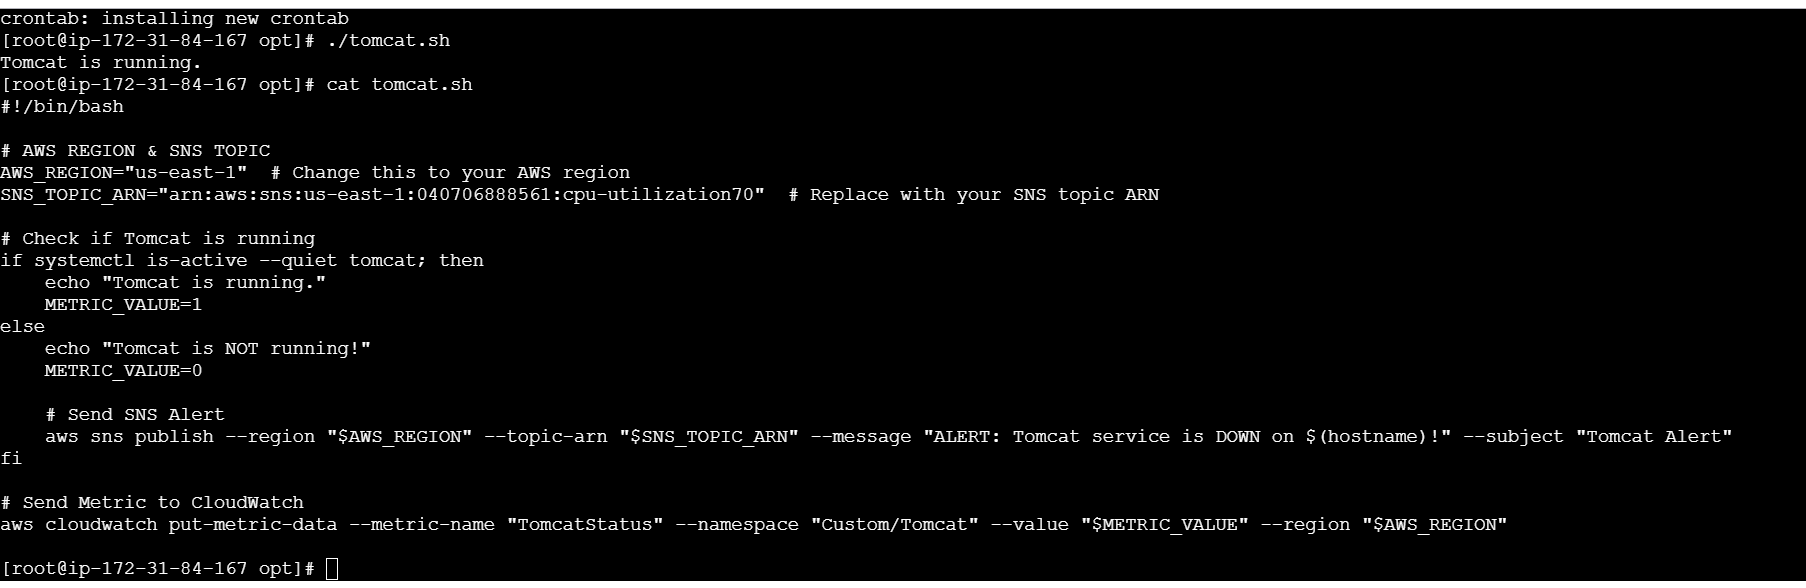 crontab: installing new crontab
[root@ip-172-31-84-167 opt]# ./tomcat.sh
Tomcat is running.
[root@ip-172-31-84-167 opt]# cat tomcat.sh
#!/bin/bash
# AWS REGION & SNS TOPIC
AWS_REGION="us-east-1"  # Change this to your AWS region
SNS_TOPIC_ARN="arn:aws:sns:us-east-1:040706888561:cpu-utilization70"  # Replace with your SNS topic ARN
# Check if Tomcat is running
if systemctl is-active --quiet tomcat; then
    echo "Tomcat is running."
    METRIC_VALUE=1
else
    echo "Tomcat is NOT running!"
    METRIC_VALUE=0
    # Send SNS Alert
    aws sns publish --region "$AWS_REGION" --topic-arn "$SNS_TOPIC_ARN" --message "ALERT: Tomcat service is DOWN on $(hostname)!" --subject "Tomcat Alert"
fi
# Send Metric to CloudWatch
aws cloudwatch put-metric-data --metric-name "TomcatStatus" --namespace "Custom/Tomcat" --value "$METRIC_VALUE" --region "$AWS_REGION"
[root@ip-172-31-84-167 opt]#